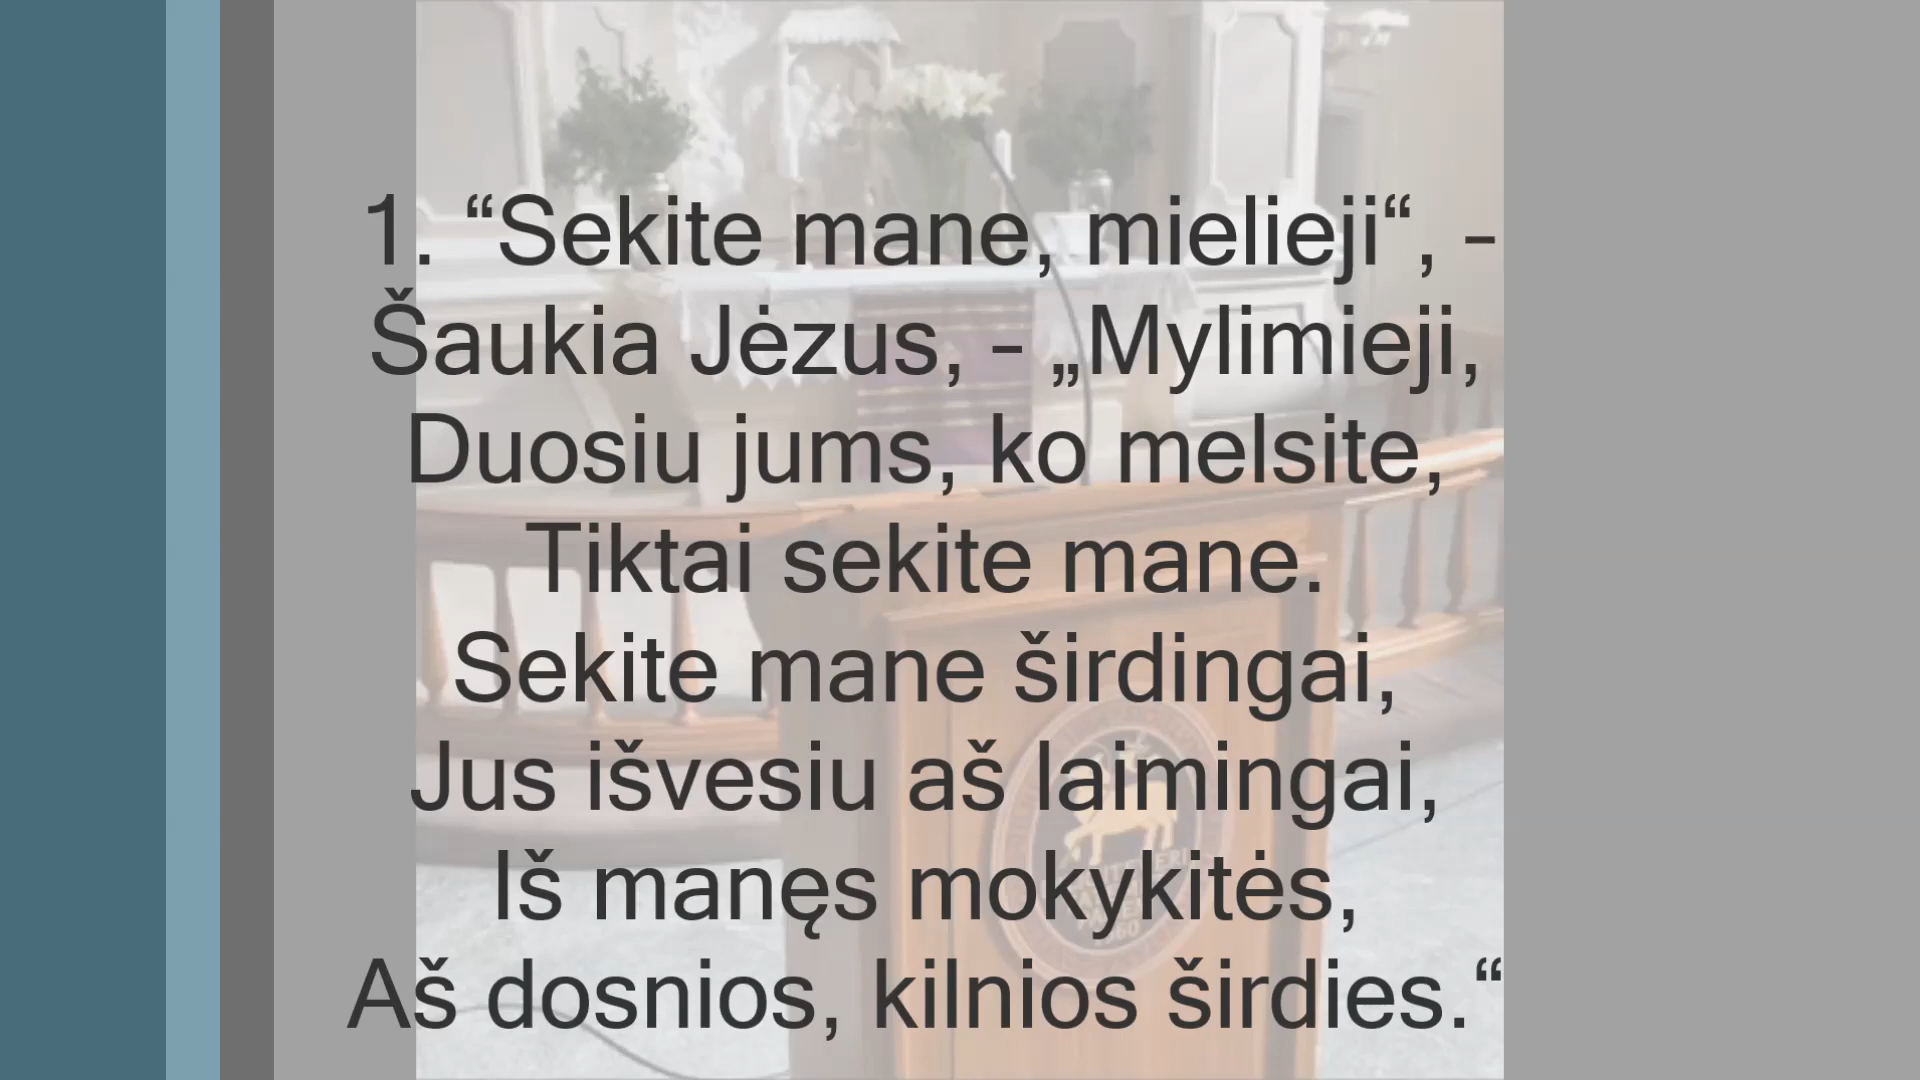 1. “Sekite mane, mielieji“, –
Šaukia Jėzus, – „Mylimieji,
Duosiu jums, ko melsite,
Tiktai sekite mane.
Sekite mane širdingai,
Jus išvesiu aš laimingai,
Iš manęs mokykitės,
Aš dosnios, kilnios širdies.“